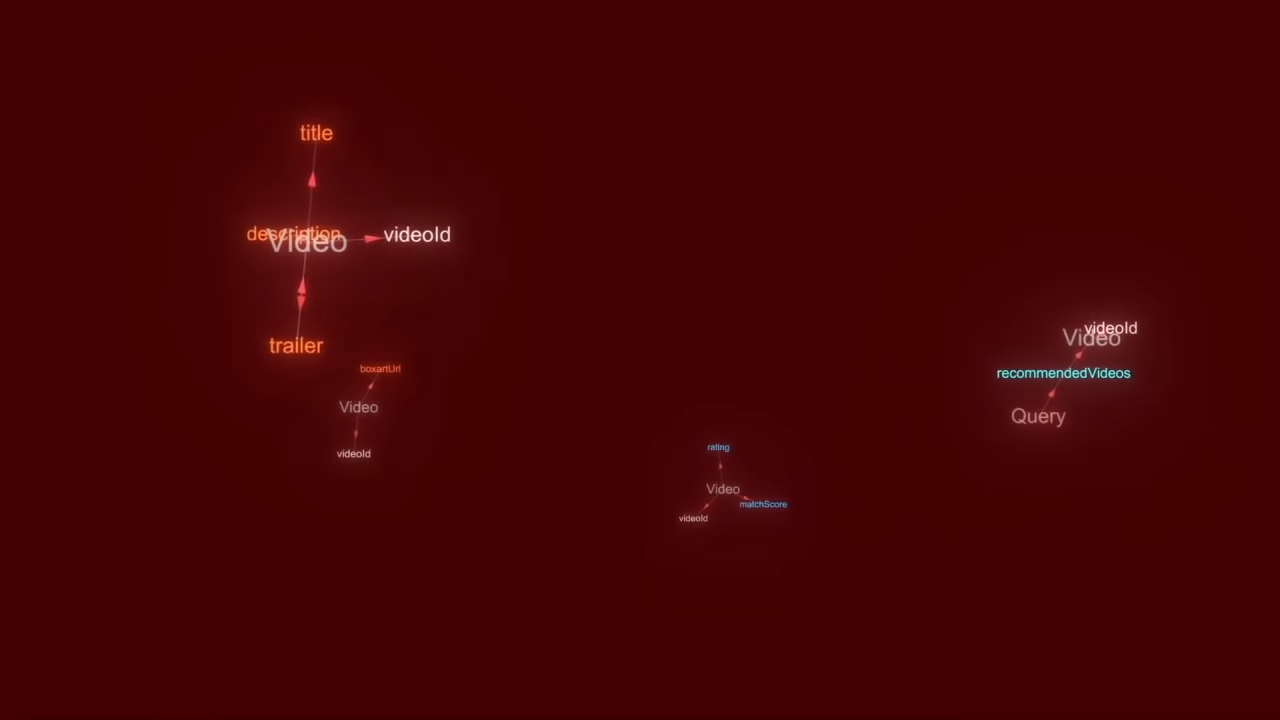 title
description
Video
videoId
trailer
boxartUrl
Video
videoId
rating
Video
matchScore
videoId
videoId
Video
recommendedVideos
Query